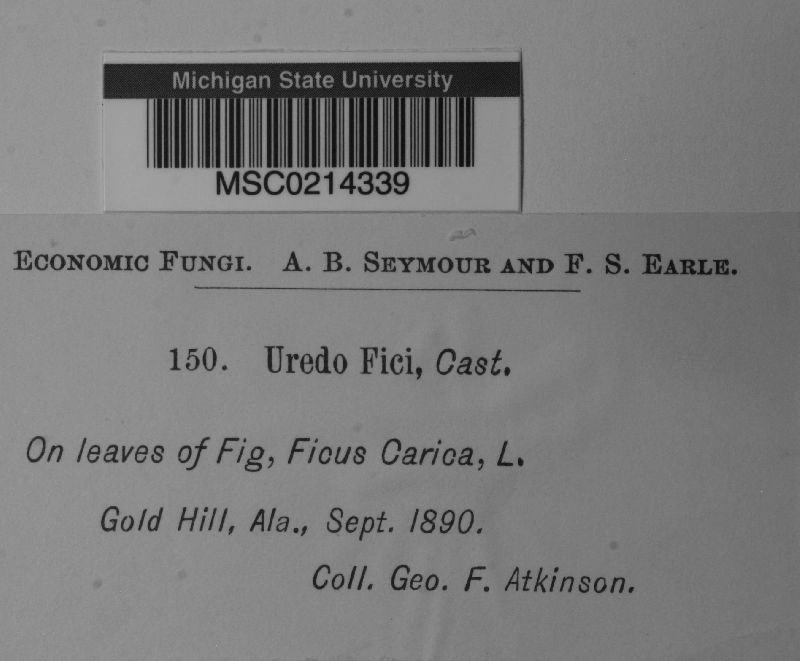 Michigan State University
MSC0214339
Economic Fungi. A. B. Seymour and F. S. Earle.
150. Uredo Fici, Cast.
On leaves of Fig, Ficus Carica, L.
Gold Hill, Ala., Sept. 1890.
Coll. Geo. F. Atkinson.